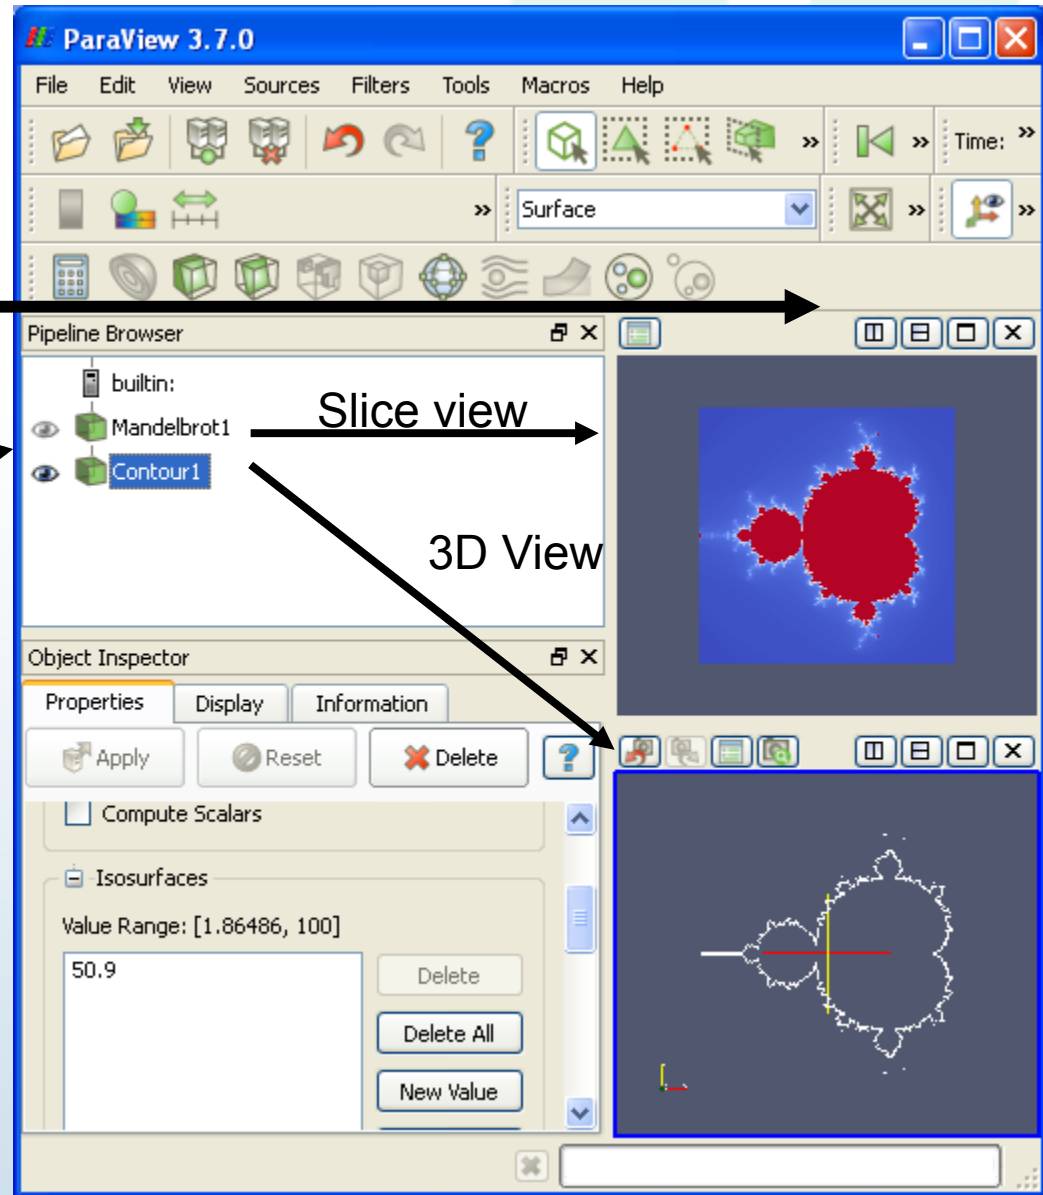 ParaView 3.7.0
File Edit View Sources Filters Tools Macros Help
? » » Time: »
» Surface » »
Pipeline Browser
builtin:
Mandelbrot1
Slice view
Contour1
3D View
Object Inspector
Properties Display Information
Apply Reset Delete ?
Compute Scalars
Isosurfaces
Value Range: [1.86486, 100]
50.9
Delete
Delete All
New Value